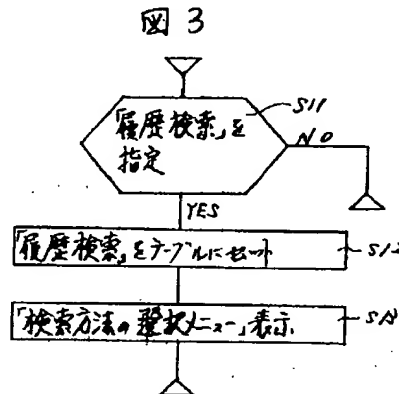 図3
「履歴検索」を
指定
S11
NO
YES
「履歴検索」をテーブルにセット
S12
「検索方法の選択メニュー」表示
S13